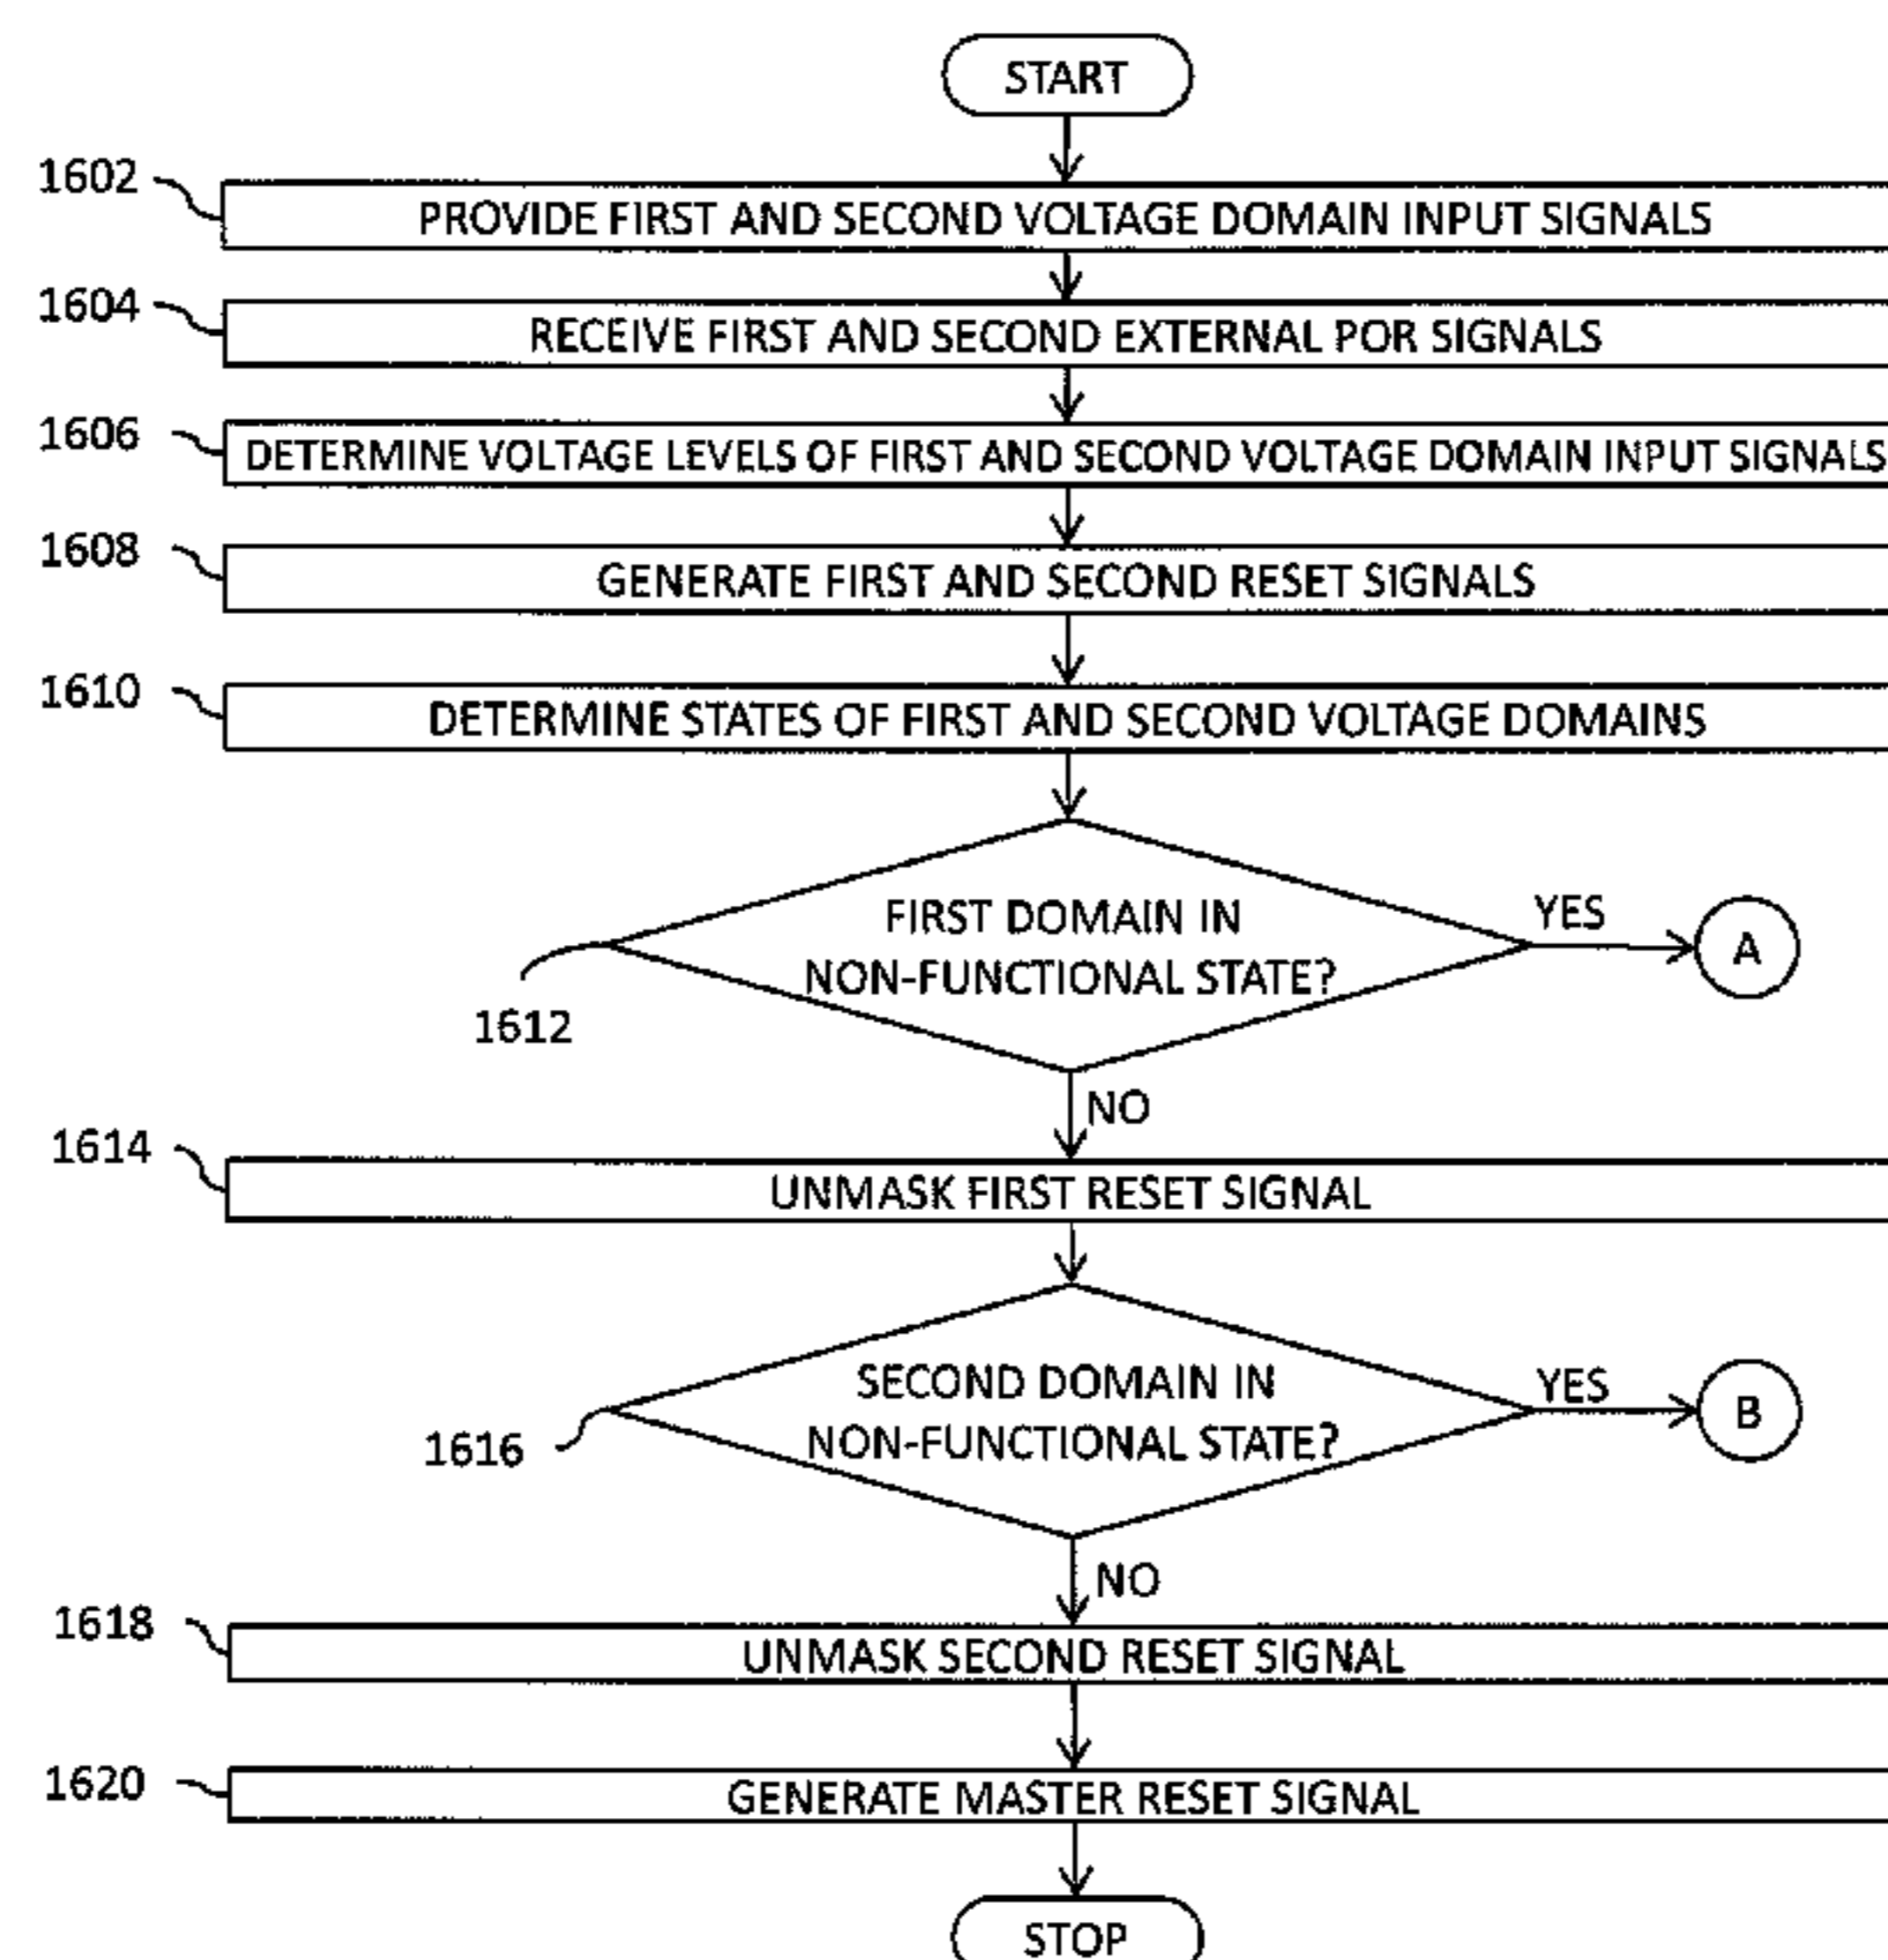 START
1602
PROVIDE FIRST AND SECOND VOLTAGE DOMAIN INPUT SIGNALS
1604
RECEIVE FIRST AND SECOND EXTERNAL POR SIGNALS
1606
DETERMINE VOLTAGE LEVELS OF FIRST AND SECOND VOLTAGE DOMAIN INPUT SIGNALS
1608
GENERATE FIRST AND SECOND RESET SIGNALS
1610
DETERMINE STATES OF FIRST AND SECOND VOLTAGE DOMAINS
FIRST DOMAIN IN
NON-FUNCTIONAL STATE?
YES
A
1612
NO
1614
UNMASK FIRST RESET SIGNAL
SECOND DOMAIN IN
NON-FUNCTIONAL STATE?
YES
B
1616
NO
1618
UNMASK SECOND RESET SIGNAL
1620
GENERATE MASTER RESET SIGNAL
STOP